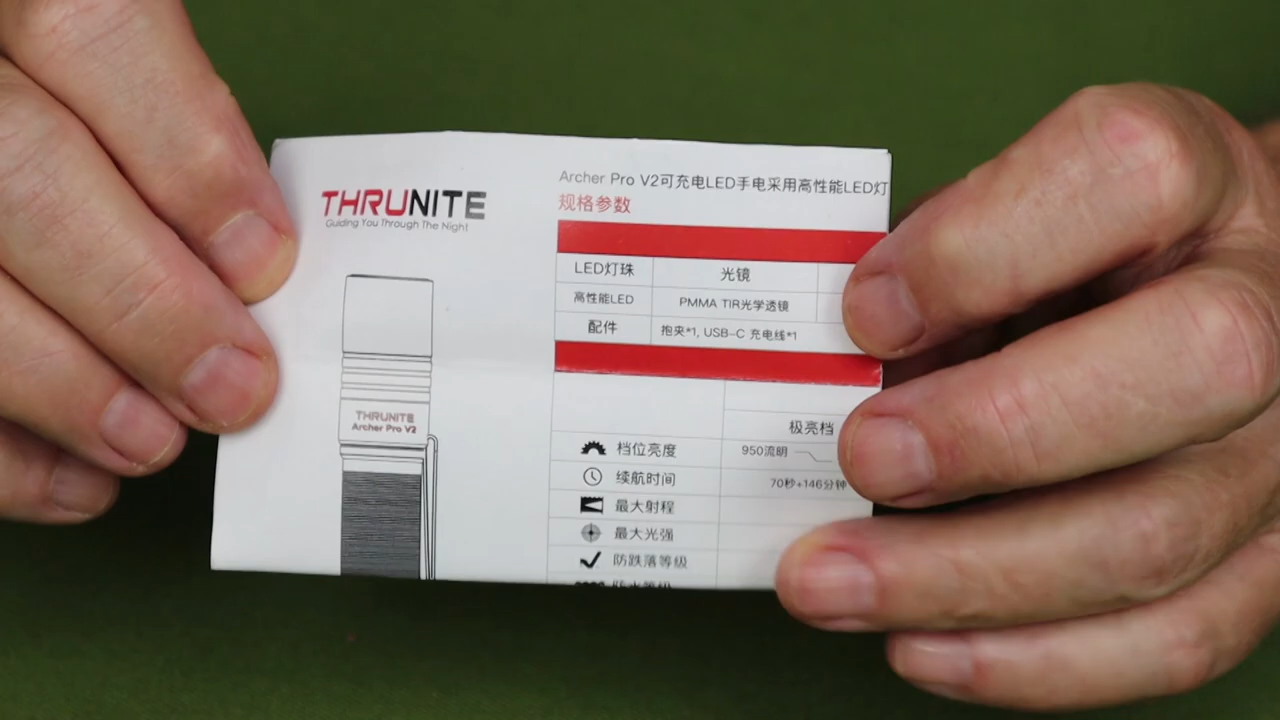 THRUNITE
Guiding You Through The Night
THRUNITE
Archer Pro V2
Archer Pro V2可充电LED手电采用高性能LED灯
规格参数
LED灯珠 光镜
高性能LED PMMA TIR光学透镜
配件 抱夹*1, USB-C 充电线*1
极亮档
档位亮度 950流明
续航时间 70秒+146分钟
最大射程
最大光强
防跌落等级
防水等级